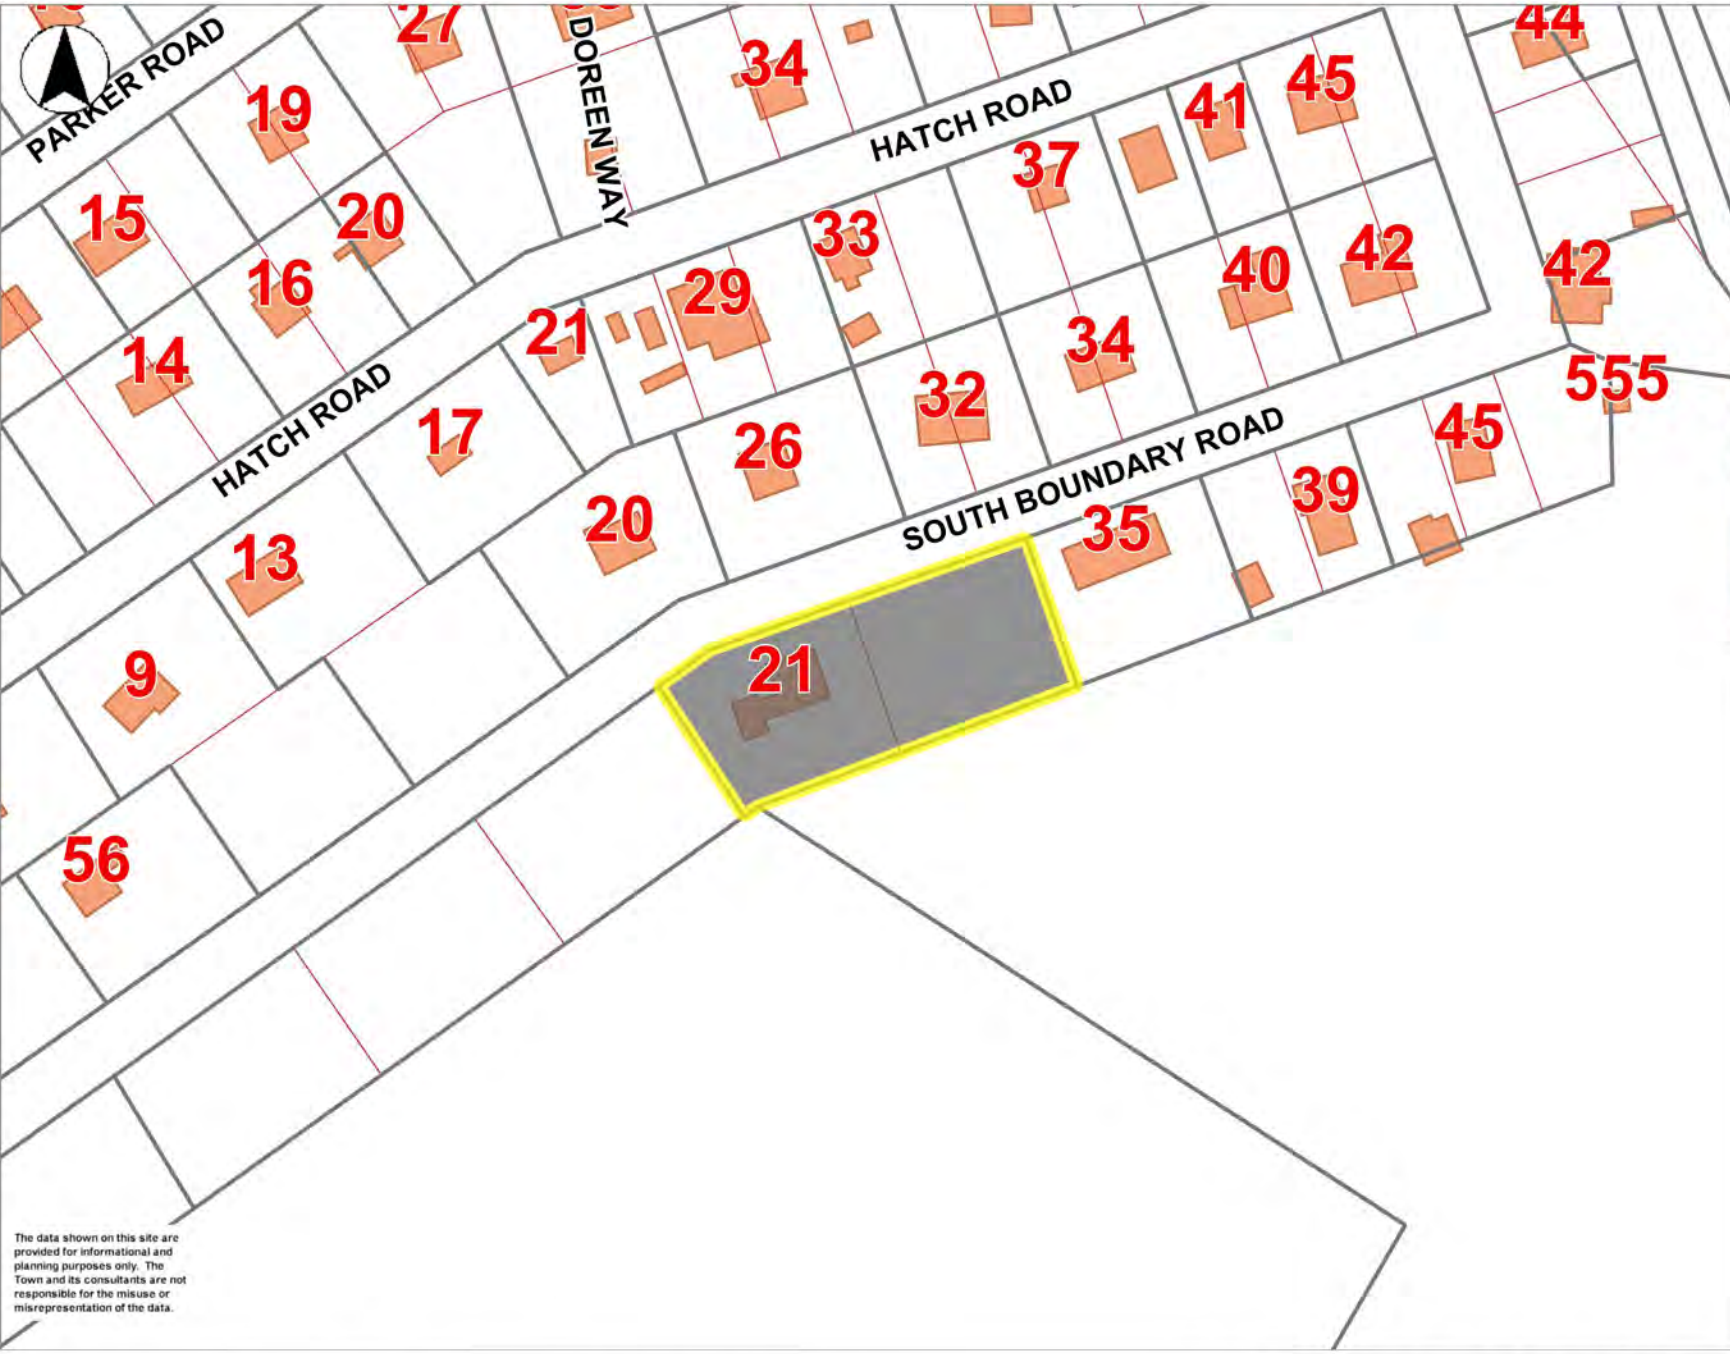 27
44
34
PARKER ROAD
DOREEN WAY
19
HATCH ROAD
41
45
37
15
20
33
16
29
40
42
42
21
14
34
555
HATCH ROAD
32
17
26
45
SOUTH BOUNDARY ROAD
39
20
35
13
21
9
56
The data shown on this site are
provided for informational and
planning purposes only. The
Town and its consultants are not
responsible for the misuse or
misrepresentation of the data.